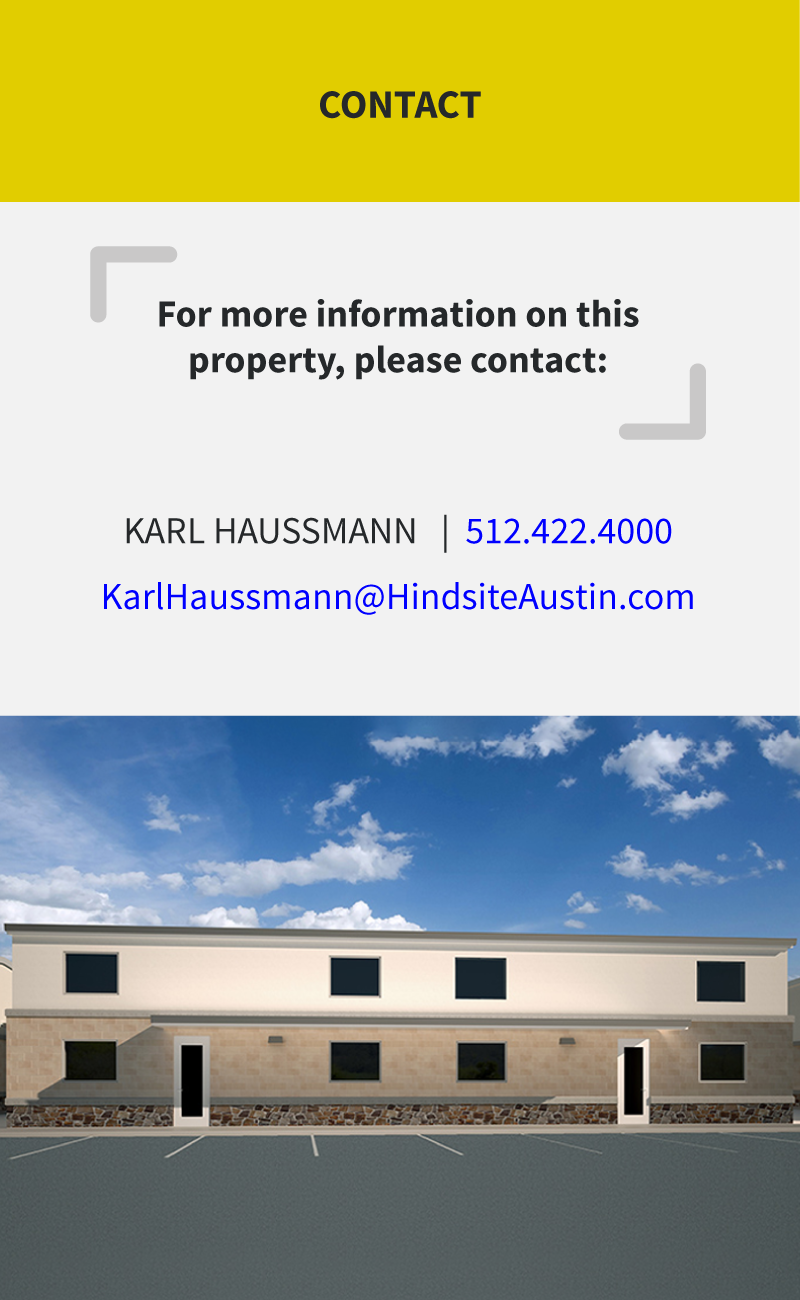 CONTACT
For more information on this
property, please contact:
KARL HAUSSMANN | 512.422.4000
KarlHaussmann@HindsiteAustin.com